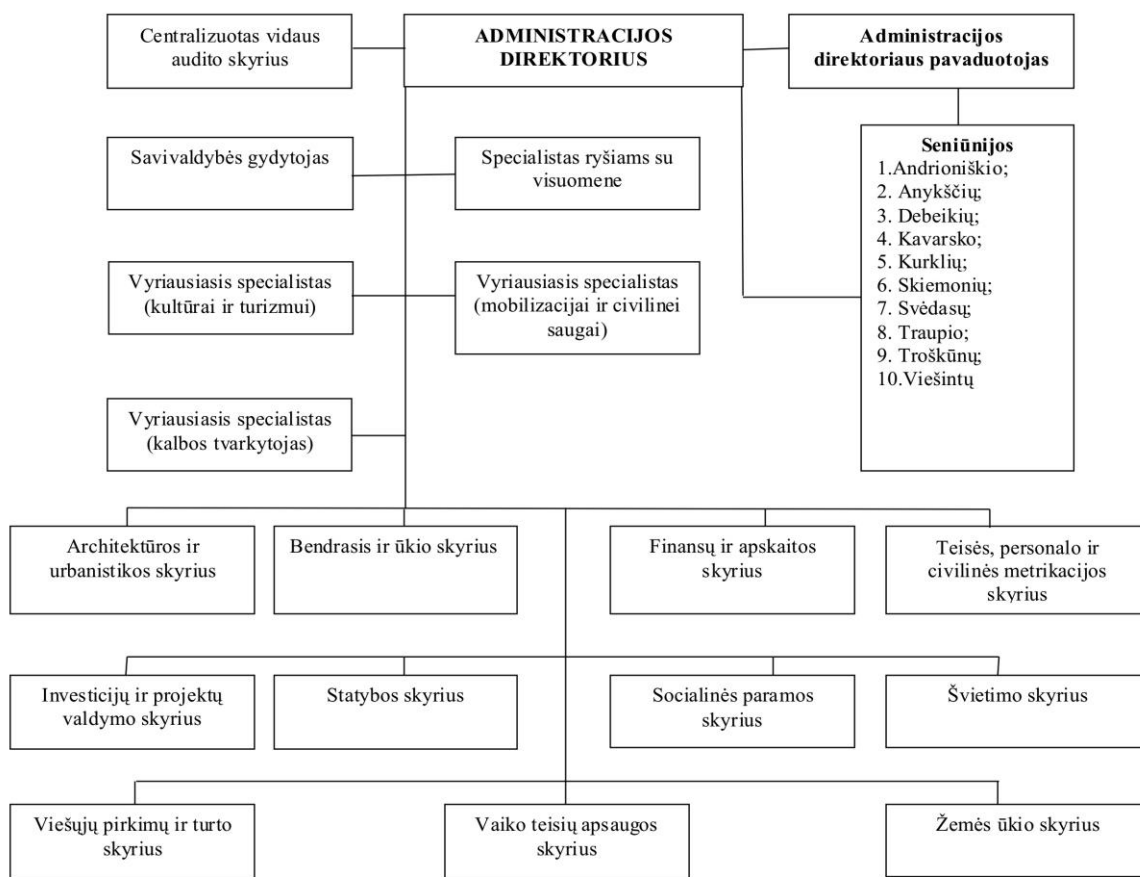 Centralizuotas vidaus
audito skyrius
ADMINISTRACIJOS
DIREKTORIUS
Administracijos
direktoriaus pavaduotojas
Savivaldybės gydytojas
Specialistas ryšiams su
visuomene
Seniūnijos
1.Andrioniškio;
2. Anykščių;
3. Debeikių;
4. Kavarsko;
5. Kurklių;
6. Skiemonių;
7. Svėdasų;
8. Traupio;
9. Troškūnų;
10.Viešintų
Vyriausiasis specialistas
(kultūrai ir turizmui)
Vyriausiasis specialistas
(mobilizacijai ir civilinei
saugai)
Vyriausiasis specialistas
(kalbos tvarkytojas)
Architektūros ir
urbanistikos skyrius
Bendrasis ir ūkio skyrius
Finansų ir apskaitos
skyrius
Teisės, personalo ir
civilinės metrikacijos
skyrius
Investicijų ir projektų
valdymo skyrius
Statybos skyrius
Socialinės paramos
skyrius
Švietimo skyrius
Viešųjų pirkimų ir turto
skyrius
Vaiko teisių apsaugos
skyrius
Žemės ūkio skyrius